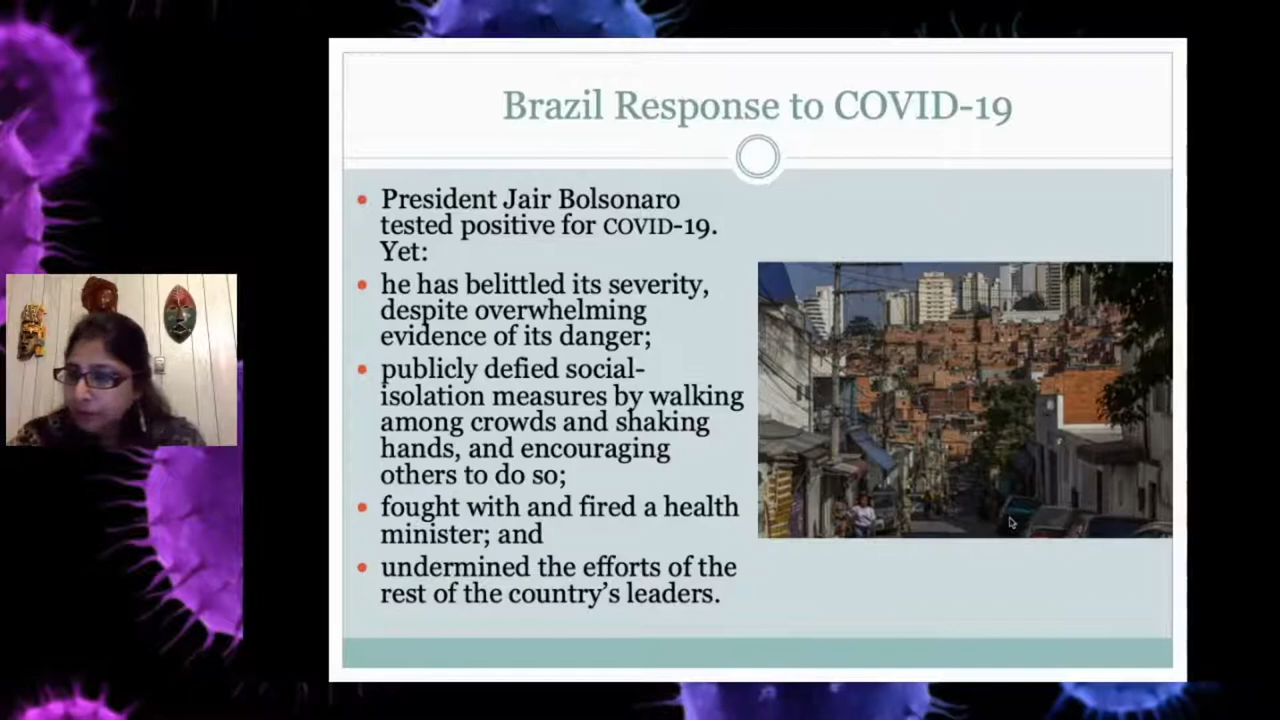 Brazil Response to COVID-19
• President Jair Bolsonaro
tested positive for COVID-19.
Yet:
• he has belittled its severity,
despite overwhelming
evidence of its danger;
• publicly defied social-
isolation measures by walking
among crowds and shaking
hands, and encouraging
others to do so;
• fought with and fired a health
minister; and
• undermined the efforts of the
rest of the country’s leaders.